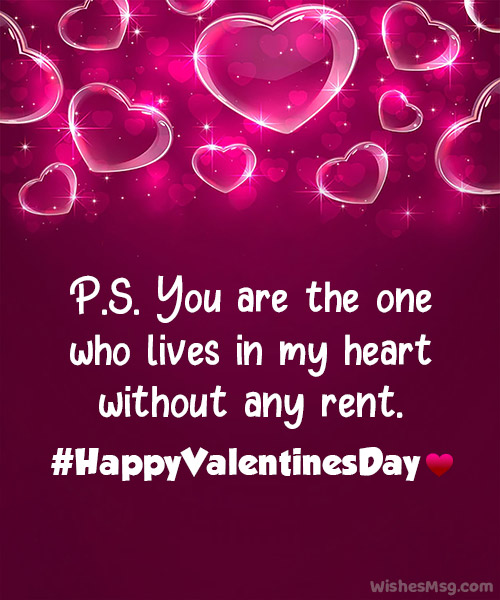 P.S. You are the one
who lives in my heart
without any rent.
#HappyValentinesDay
WishesMsg.com